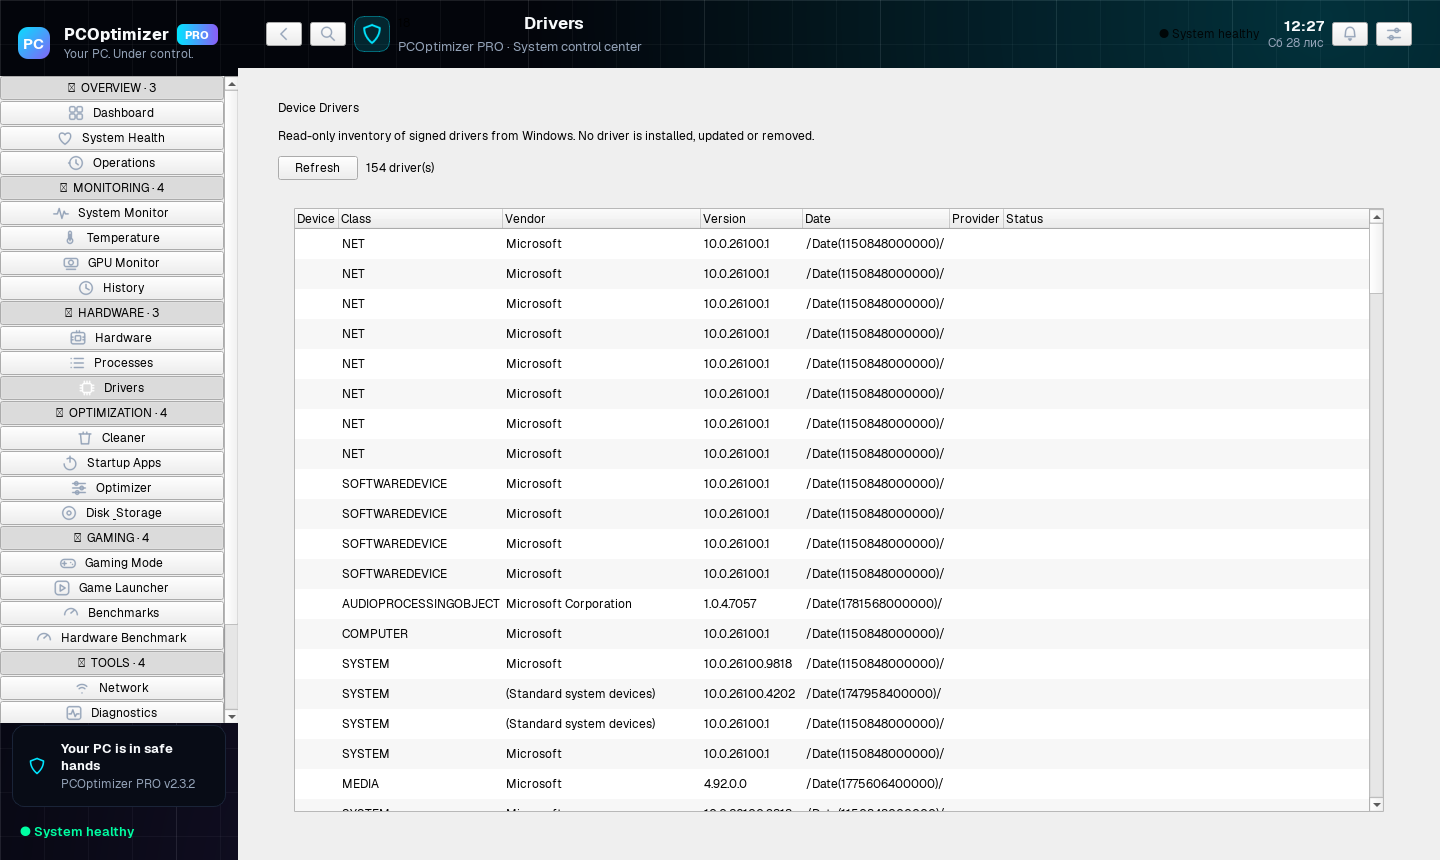 PC
PCOptimizer PRO
Your PC. Under control.
Drivers
PCOptimizer PRO · System control center
System healthy
12:27
Сб 28 лис
OVERVIEW · 3
Dashboard
System Health
Operations
MONITORING · 4
System Monitor
Temperature
GPU Monitor
History
HARDWARE · 3
Hardware
Processes
Drivers
OPTIMIZATION · 4
Cleaner
Startup Apps
Optimizer
Disk _Storage
GAMING · 4
Gaming Mode
Game Launcher
Benchmarks
Hardware Benchmark
TOOLS · 4
Network
Diagnostics
Your PC is in safe
hands
PCOptimizer PRO v2.3.2
System healthy
Device Drivers
Read-only inventory of signed drivers from Windows. No driver is installed, updated or removed.
Refresh 154 driver(s)
Device Class Vendor Version Date Provider Status
NET Microsoft 10.0.26100.1 /Date(1150848000000)/
NET Microsoft 10.0.26100.1 /Date(1150848000000)/
NET Microsoft 10.0.26100.1 /Date(1150848000000)/
NET Microsoft 10.0.26100.1 /Date(1150848000000)/
NET Microsoft 10.0.26100.1 /Date(1150848000000)/
NET Microsoft 10.0.26100.1 /Date(1150848000000)/
NET Microsoft 10.0.26100.1 /Date(1150848000000)/
NET Microsoft 10.0.26100.1 /Date(1150848000000)/
SOFTWAREDEVICE Microsoft 10.0.26100.1 /Date(1150848000000)/
SOFTWAREDEVICE Microsoft 10.0.26100.1 /Date(1150848000000)/
SOFTWAREDEVICE Microsoft 10.0.26100.1 /Date(1150848000000)/
SOFTWAREDEVICE Microsoft 10.0.26100.1 /Date(1150848000000)/
AUDIOPROCESSINGOBJECT Microsoft Corporation 1.0.4.7057 /Date(1781568000000)/
COMPUTER Microsoft 10.0.26100.1 /Date(1150848000000)/
SYSTEM Microsoft 10.0.26100.9818 /Date(1150848000000)/
SYSTEM (Standard system devices) 10.0.26100.4202 /Date(1747958400000)/
SYSTEM (Standard system devices) 10.0.26100.1 /Date(1150848000000)/
SYSTEM Microsoft 10.0.26100.1 /Date(1150848000000)/
MEDIA Microsoft 4.92.0.0 /Date(1775606400000)/